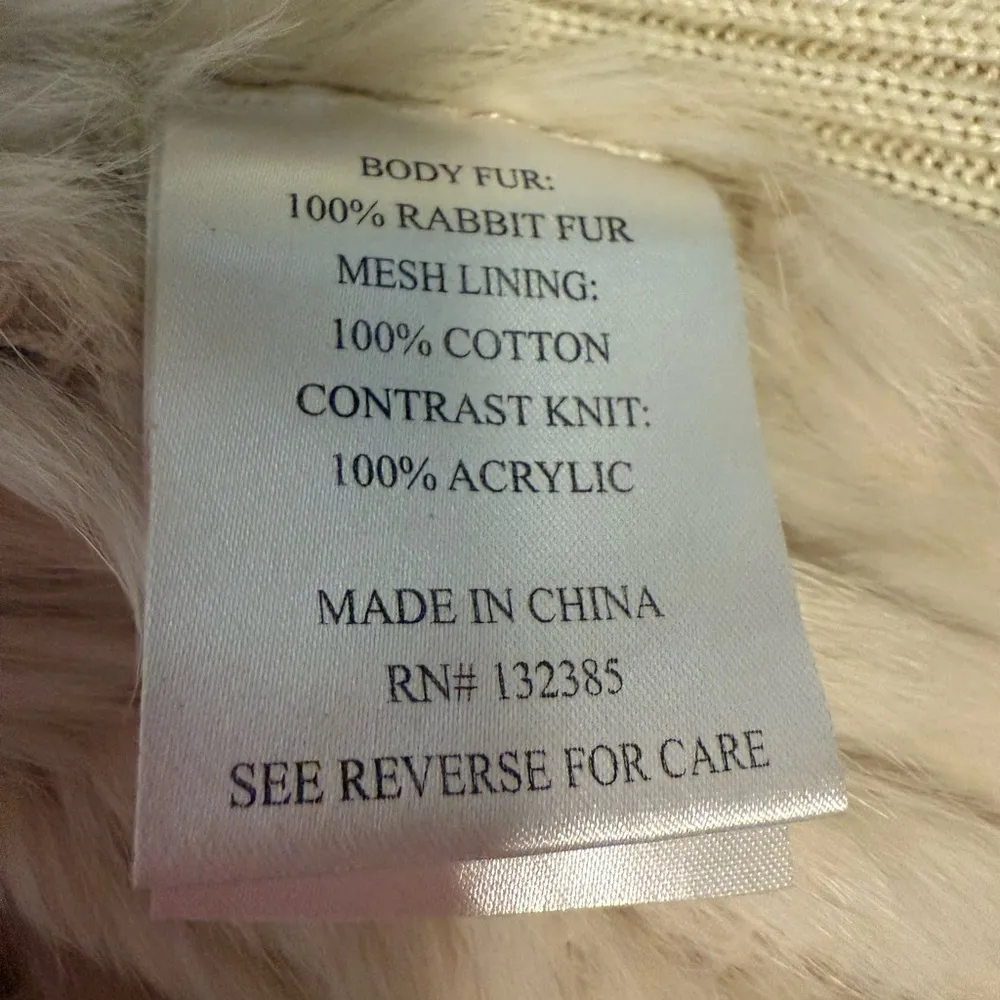 BODY FUR:
100% RABBIT FUR
MESH LINING:
100% COTTON
CONTRAST KNIT:
100% ACRYLIC
MADE IN CHINA
RN# 132385
SEE REVERSE FOR CARE